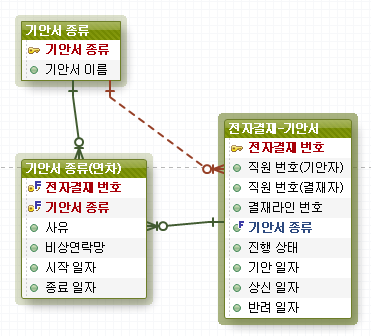 기안서 종류
기안서 종류
기안서 이름
전자결재-기안서
전자결재 번호
직원 번호(기안자)
직원 번호(결재자)
결재라인 번호
기안서 종류
진행 상태
기안 일자
상신 일자
반려 일자
기안서 종류(연차)
전자결재 번호
기안서 종류
사유
비상연락망
시작 일자
종료 일자